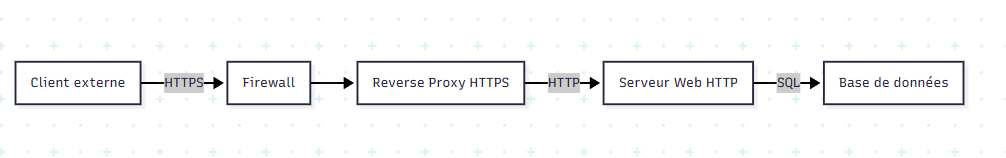 Client externe
HTTPS
Firewall
Reverse Proxy HTTPS
HTTP
Serveur Web HTTP
SQL
Base de données